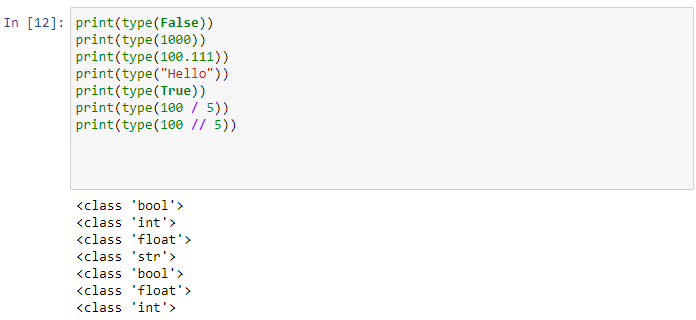 In [12]: print(type(False))
print(type(1000))
print(type(100.111))
print(type("Hello"))
print(type(True))
print(type(100 / 5))
print(type(100 // 5))
<class 'bool'>
<class 'int'>
<class 'float'>
<class 'str'>
<class 'bool'>
<class 'float'>
<class 'int'>